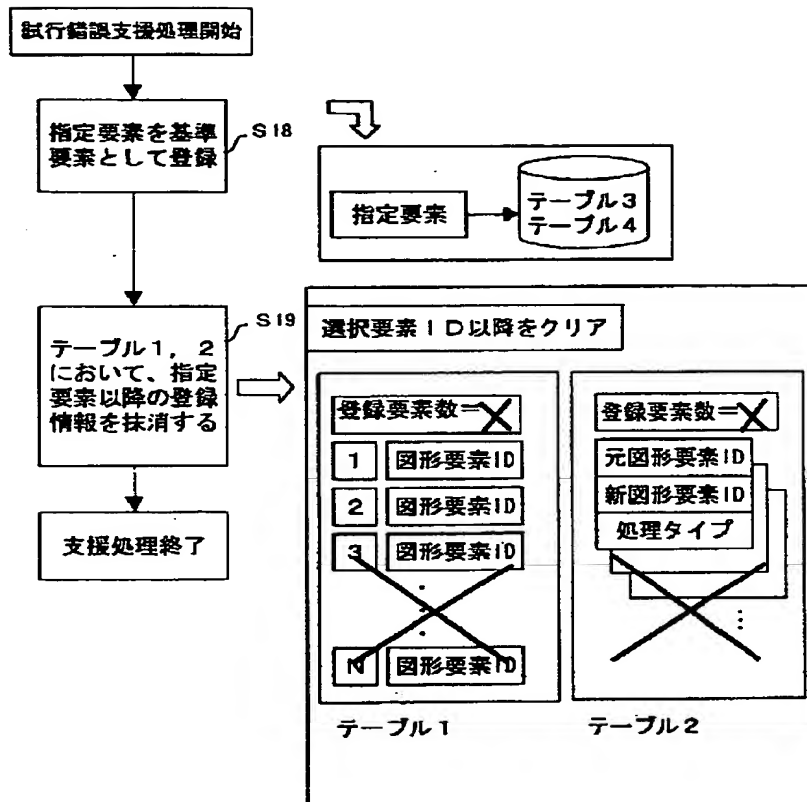 試行錯誤支援処理開始
指定要素を基準
要素として登録
S18
指定要素
テーブル3
テーブル4
テーブル1，2
において、指定
要素以降の登録
情報を抹消する
S19
支援処理終了
選択要素ID以降をクリア
登録要素数=X
1 図形要素ID
2 図形要素ID
3 図形要素ID
N 図形要素ID
テーブル1
登録要素数=X
元図形要素ID
新図形要素ID
処理タイプ
テーブル2